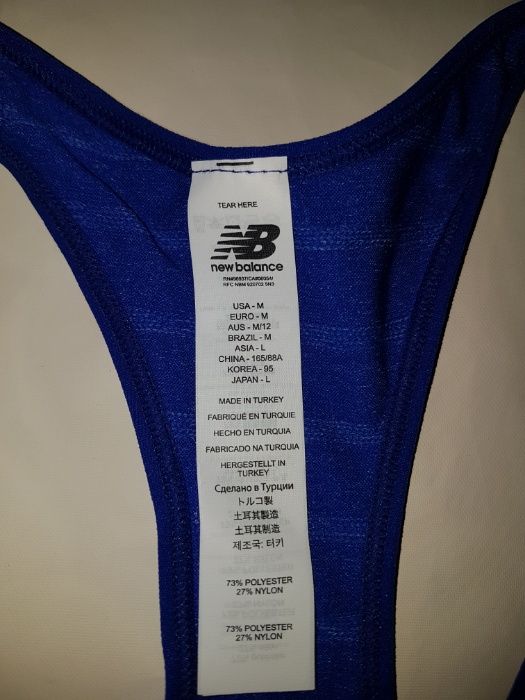 TEAR HERE
NB
new balance
USA - M
EURO - M
AUS - M/12
BRAZIL - M
ASIA - L
CHINA - 165/88A
KOREA - 95
JAPAN - L
MADE IN TURKEY
FABRIQUÉ EN TURQUIE
HECHO EN TURQUIA
FABRICADO NA TURQUIA
HERGESTELLT IN
TURKEY
Сделано в Турции
トルコ製
土耳其製造
土耳其制造
제조국: 터키
73% POLYESTER
27% NYLON
73% POLYESTER
27% NYLON